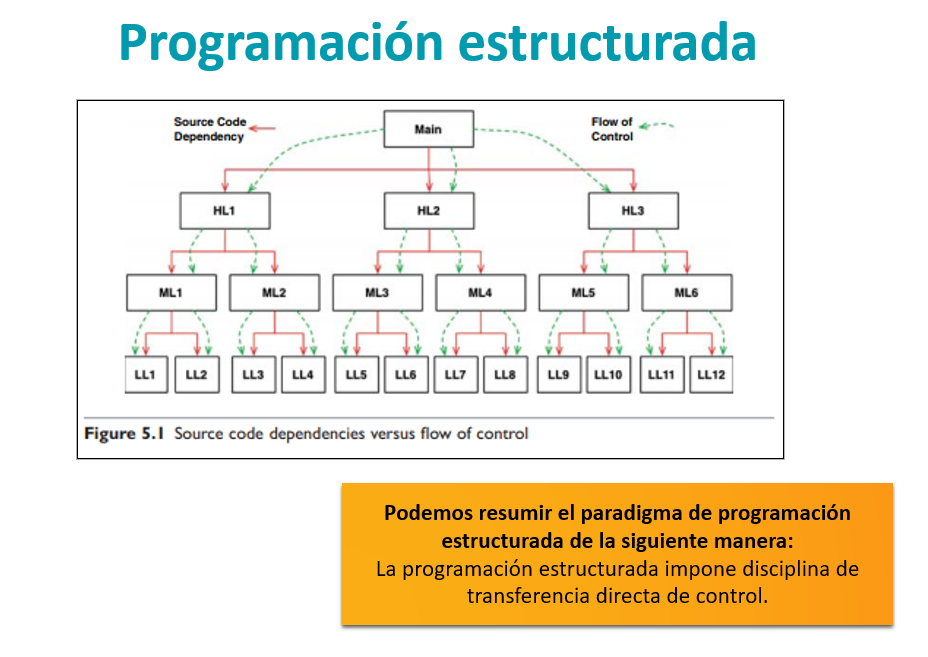 Programación estructurada
Source Code
Dependency
Main
Flow of
Control
HL1 HL2 HL3
ML1 ML2 ML3 ML4 ML5 ML6
LL1 LL2 LL3 LL4 LL5 LL6 LL7 LL8 LL9 LL10 LL11 LL12
Figure 5.1 Source code dependencies versus flow of control
Podemos resumir el paradigma de programación
estructurada de la siguiente manera:
La programación estructurada impone disciplina de
transferencia directa de control.